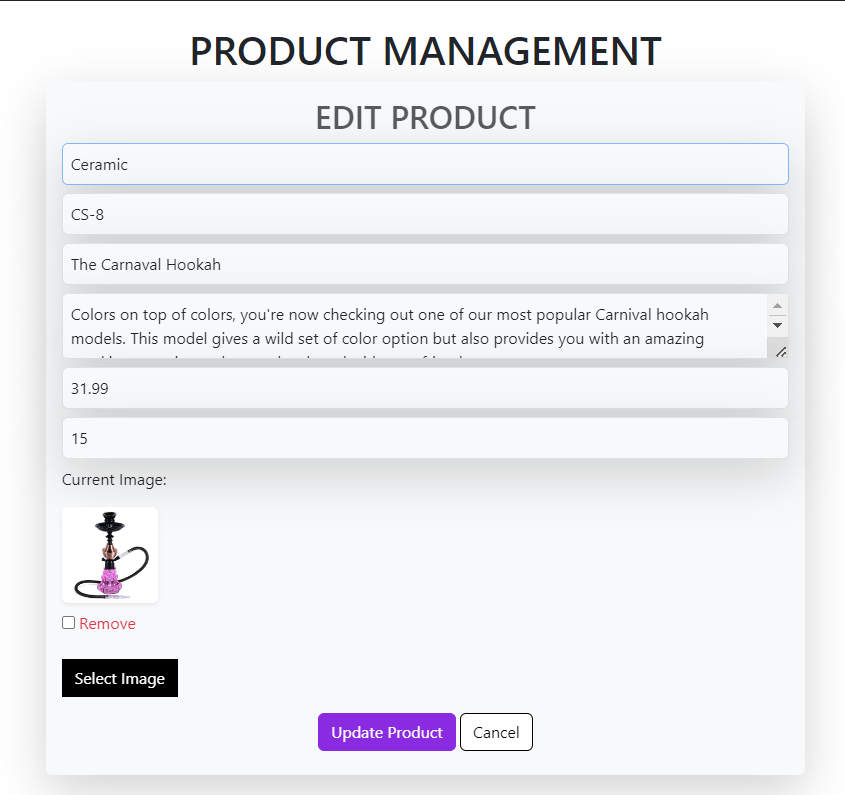 PRODUCT MANAGEMENT
EDIT PRODUCT
Ceramic
CS-8
The Carnaval Hookah
Colors on top of colors, you're now checking out one of our most popular Carnival hookah
models. This model gives a wild set of color option but also provides you with an amazing
31.99
15
Current Image:
Remove
Select Image
Update Product
Cancel